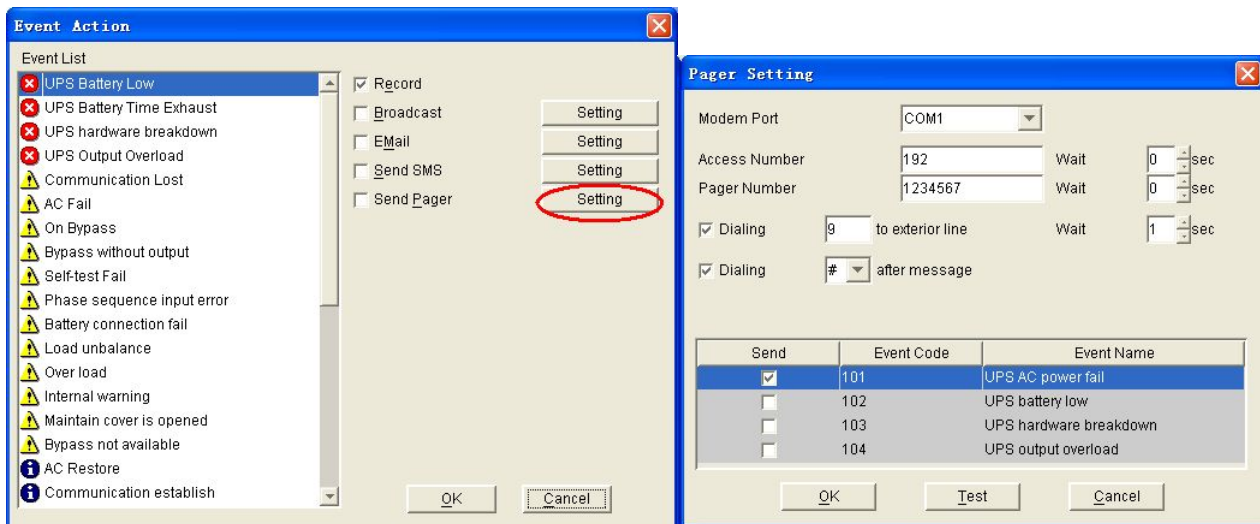 Event Action
Event List
UPS Battery Low
UPS Battery Time Exhaust
UPS hardware breakdown
UPS Output Overload
Communication Lost
AC Fail
On Bypass
Bypass without output
Self-test Fail
Phase sequence input error
Battery connection fail
Load unbalance
Over load
Internal warning
Maintain cover is opened
Bypass not available
AC Restore
Communication establish
Record
Broadcast Setting
EMail Setting
Send SMS Setting
Send Pager Setting
OK Cancel
Pager Setting
Modem Port COM1
Access Number 192 Wait 0 sec
Pager Number 1234567 Wait 0 sec
Dialing 9 to exterior line Wait 1 sec
Dialing # after message
Send Event Code Event Name
101 UPS AC power fail
102 UPS battery low
103 UPS hardware breakdown
104 UPS output overload
OK Test Cancel